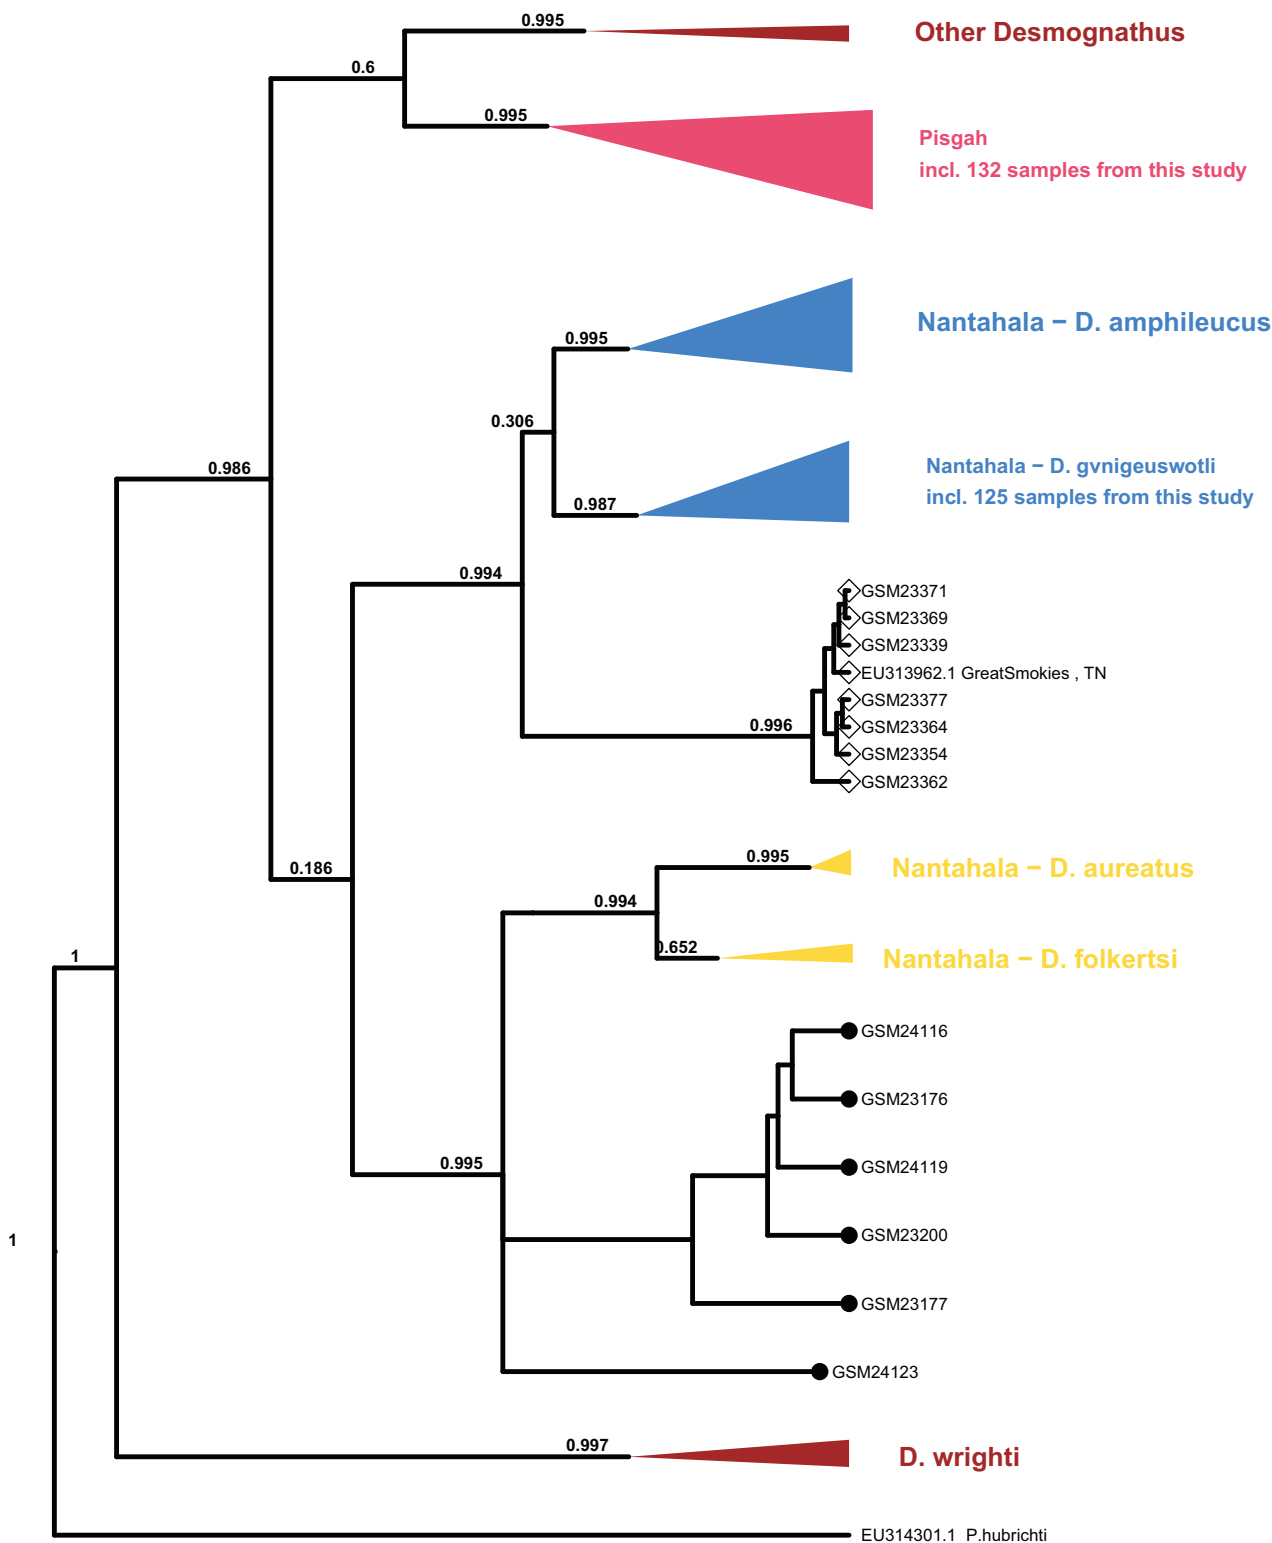 0.995
Other Desmognathus
0.6
0.995
Pisgah
incl. 132 samples from this study
0.995
Nantahala − D. amphileucus
0.306
Nantahala − D. gvnigeuswotli
incl. 125 samples from this study
0.986
0.987
0.994
GSM23371
GSM23369
GSM23339
EU313962.1 GreatSmokies , TN
GSM23377
0.996
GSM23364
GSM23354
GSM23362
0.995
0.186
Nantahala − D. aureatus
0.994
0.652
Nantahala − D. folkertsi
1
GSM24116
GSM23176
0.995
GSM24119
GSM23200
1
GSM23177
GSM24123
0.997
D. wrighti
EU314301.1 P.hubrichti